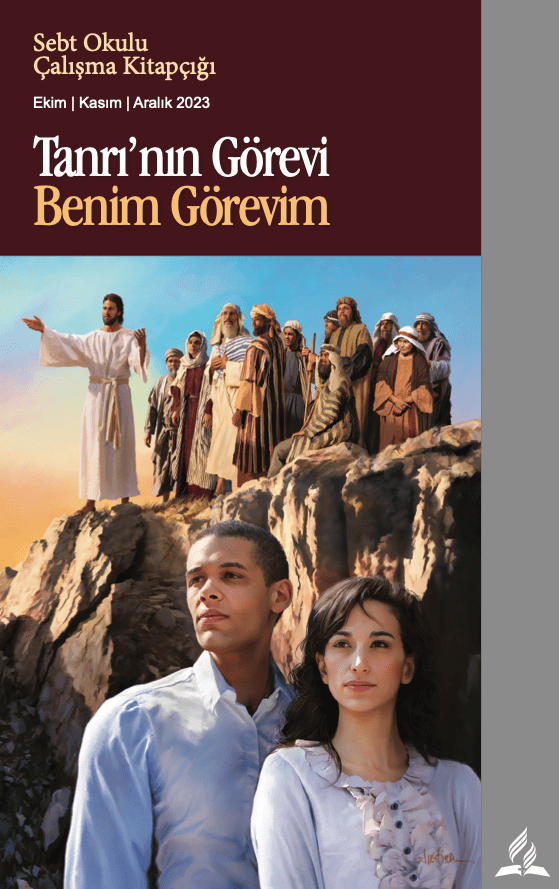 Sebt Okulu
Çalışma Kitapçığı
Ekim | Kasım | Aralık 2023
Tanrı’nın Görevi
Benim Görevim